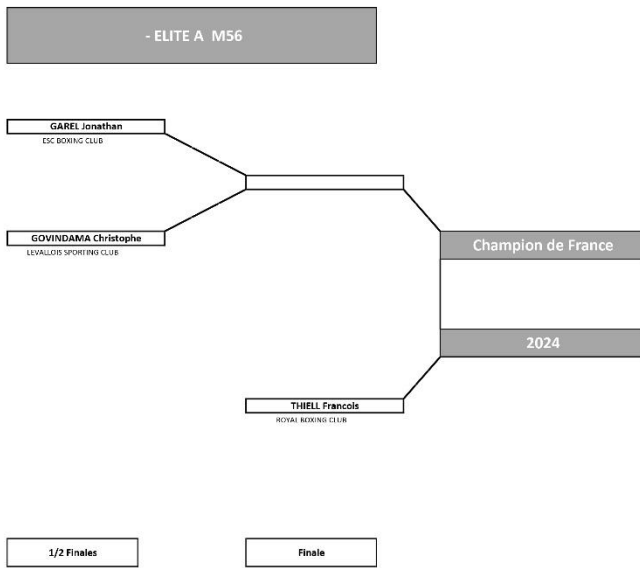 - ELITE A M56
GAREL Jonathan
ESC BOXING CLUB
GOVINDAMA Christophe
LEVALLOIS SPORTING CLUB
Champion de France
2024
THIELL Francois
ROYAL BOXING CLUB
1/2 Finales
Finale